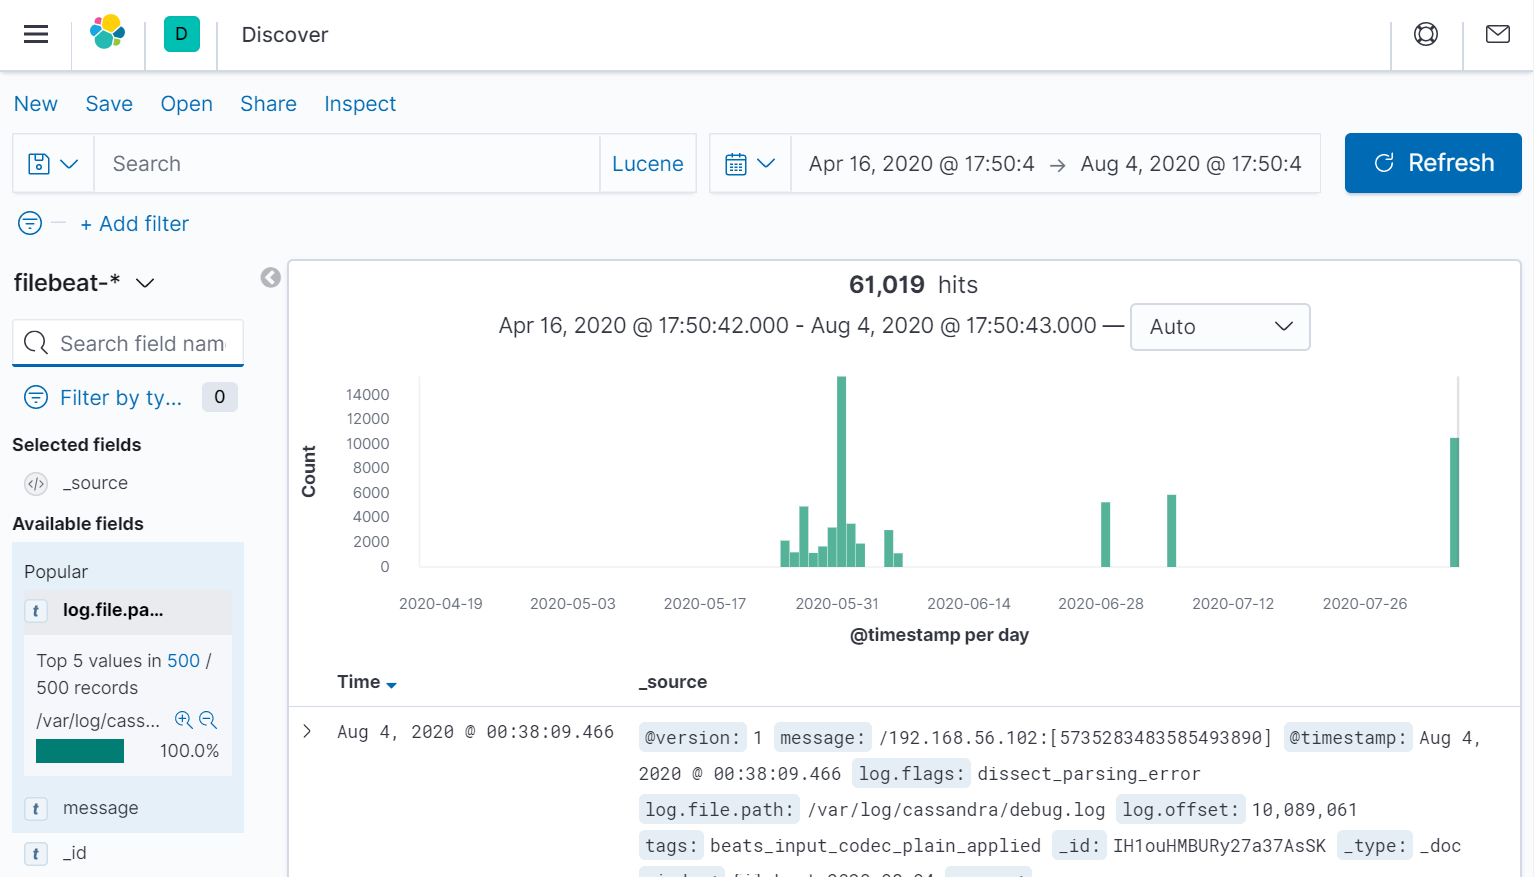 D Discover
New Save Open Share Inspect
Search Lucene Apr 16, 2020 @ 17:50:4 → Aug 4, 2020 @ 17:50:4 Refresh
+ Add filter
filebeat-*
Search field nam
Filter by ty... 0
Selected fields
</> _source
Available fields
Popular
t log.file.pa...
Top 5 values in 500 /
500 records
/var/log/cass...
100.0%
t message
t _id
61,019 hits
Apr 16, 2020 @ 17:50:42.000 - Aug 4, 2020 @ 17:50:43.000 — Auto
Count
14000
12000
10000
8000
6000
4000
2000
0
2020-04-19 2020-05-03 2020-05-17 2020-05-31 2020-06-14 2020-06-28 2020-07-12 2020-07-26
@timestamp per day
Time _source
Aug 4, 2020 @ 00:38:09.466 @version: 1 message: /192.168.56.102:[5735283483585493890] @timestamp: Aug 4,
2020 @ 00:38:09.466 log.flags: dissect_parsing_error
log.file.path: /var/log/cassandra/debug.log log.offset: 10,089,061
tags: beats_input_codec_plain_applied _id: IH1ouHMBURy27a37AsSK _type: _doc